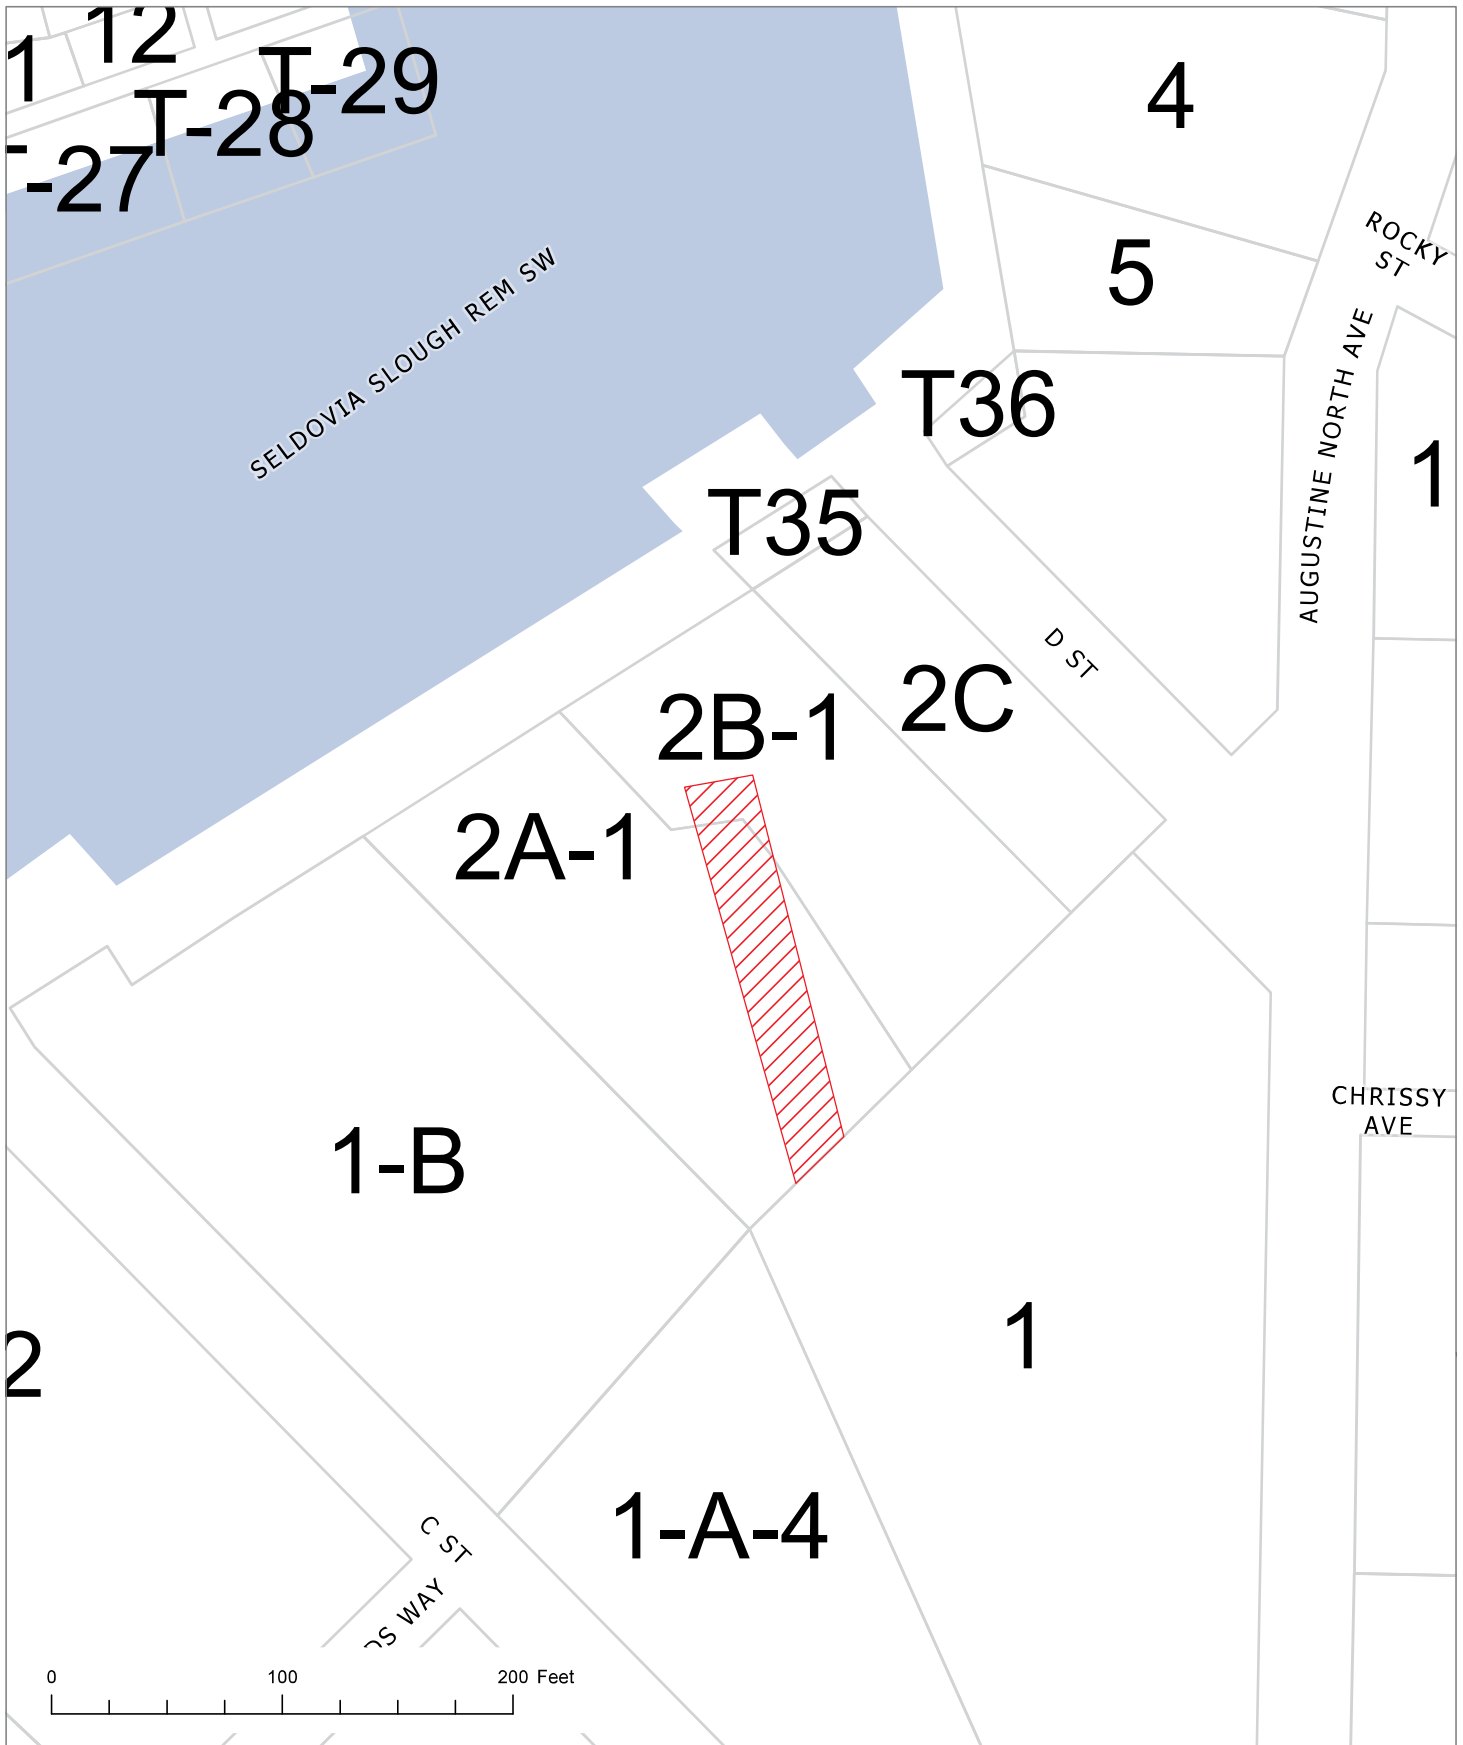 12
1
T-29
T-28
-27
4
5
ROCKY
ST
SELDOVIA SLOUGH REM SW
AUGUSTINE NORTH AVE
T36
1
T35
D ST
2C
2B-1
2A-1
CHRISSY
AVE
1-B
1
2
1-A-4
C ST
DS WAY
0 100 200 Feet